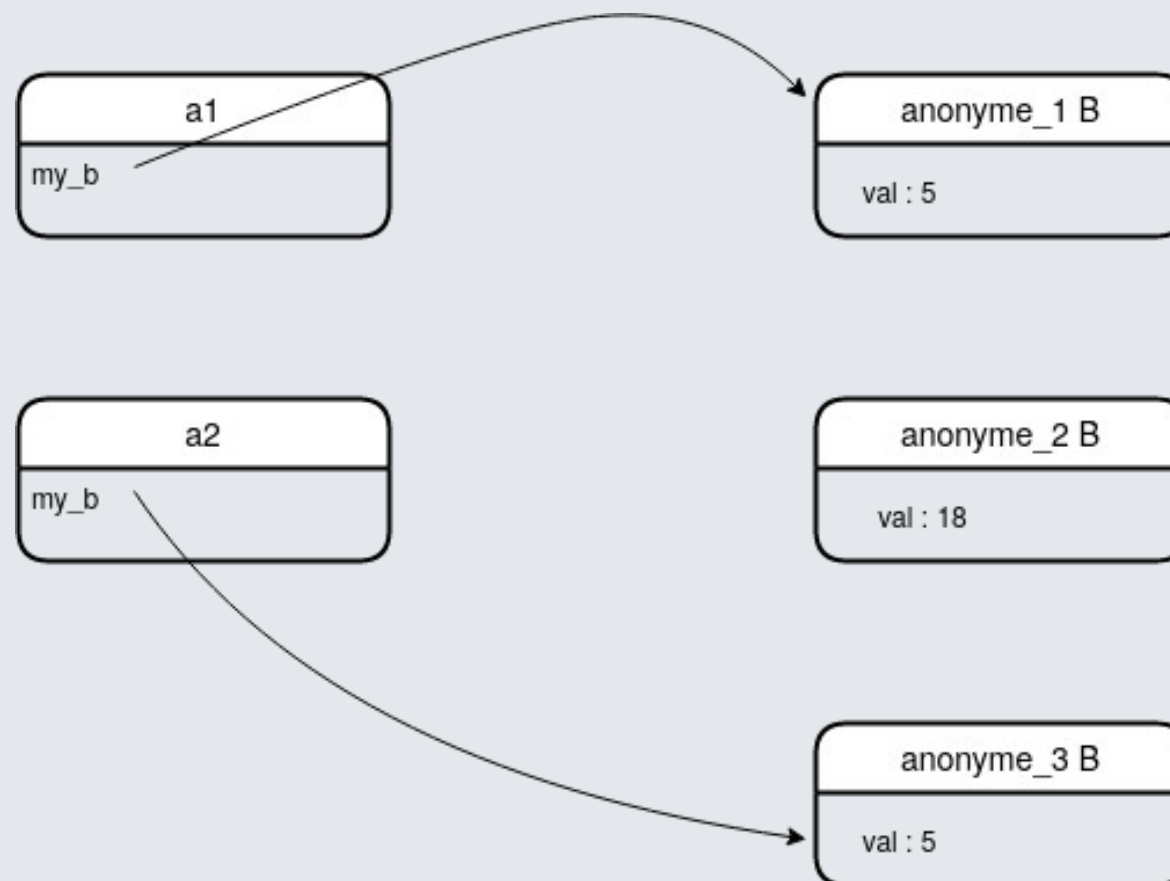 a1
my_b
anonyme_1 B
val : 5
a2
my_b
anonyme_2 B
val : 18
anonyme_3 B
val : 5